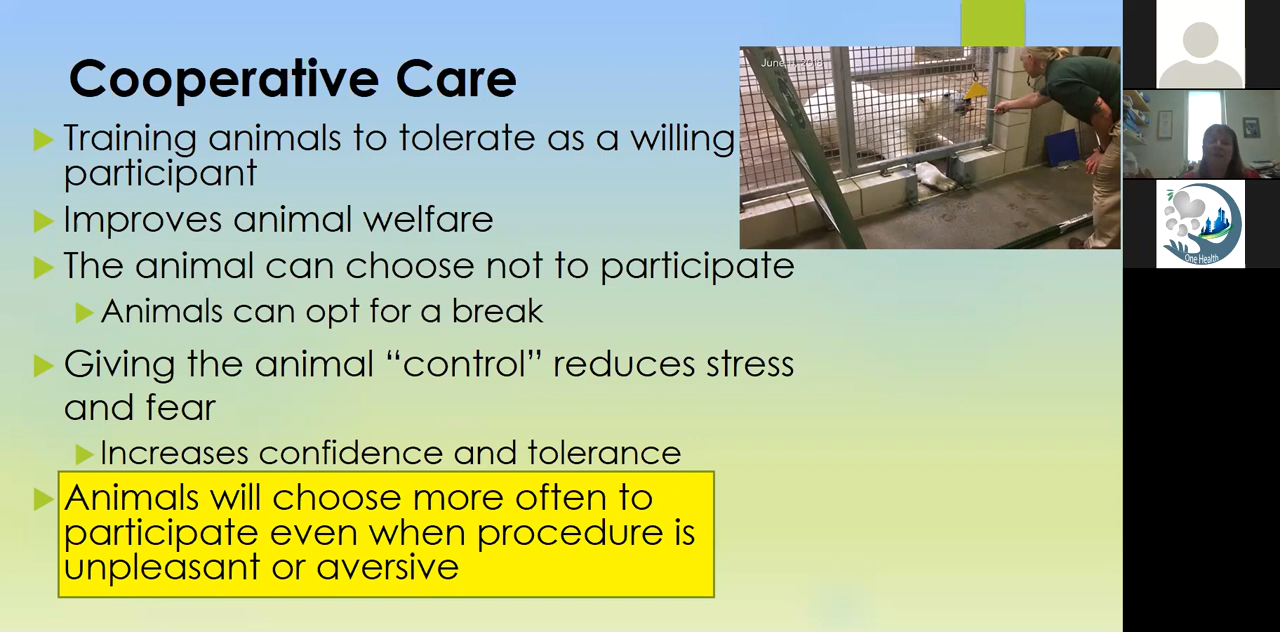 Cooperative Care
Training animals to tolerate as a willing
participant
Improves animal welfare
The animal can choose not to participate
Animals can opt for a break
Giving the animal “control” reduces stress
and fear
Increases confidence and tolerance
Animals will choose more often to
participate even when procedure is
unpleasant or aversive
June
One Health